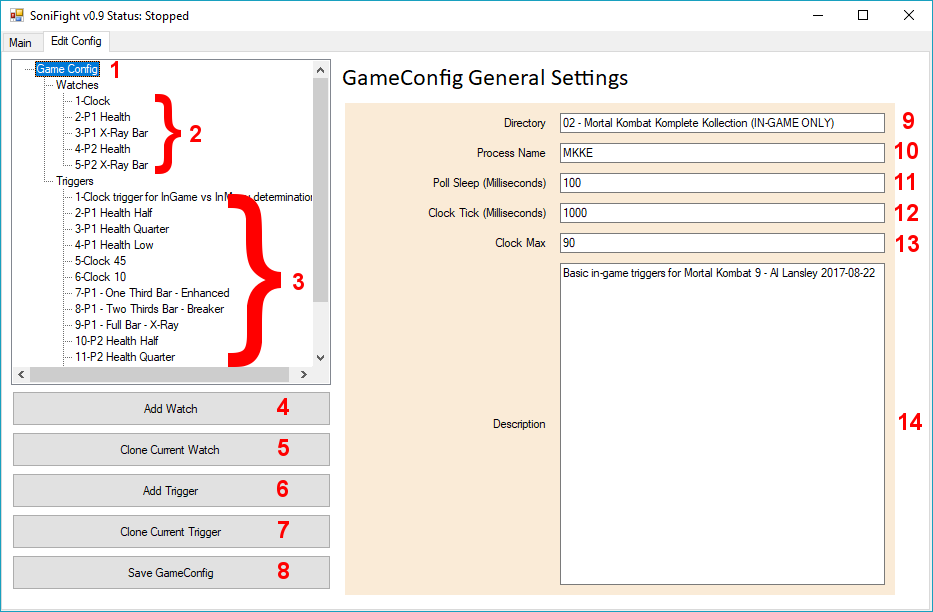 SoniFight v0.9 Status: Stopped
Main Edit Config
Game Config 1
Watches
1-Clock
2-P1 Health
3-P1 X-Ray Bar
4-P2 Health
5-P2 X-Ray Bar
2
Triggers
1-Clock trigger for InGame vs InMenu determination
2-P1 Health Half
3-P1 Health Quarter
4-P1 Health Low
5-Clock 45
6-Clock 10
7-P1 - One Third Bar - Enhanced
8-P1 - Two Thirds Bar - Breaker
9-P1 - Full Bar - X-Ray
10-P2 Health Half
11-P2 Health Quarter
3
Add Watch 4
Clone Current Watch 5
Add Trigger 6
Clone Current Trigger 7
Save GameConfig 8
GameConfig General Settings
Directory 02 - Mortal Kombat Komplete Kollection (IN-GAME ONLY) 9
Process Name MKKE 10
Poll Sleep (Milliseconds) 100 11
Clock Tick (Milliseconds) 1000 12
Clock Max 90 13
Basic in-game triggers for Mortal Kombat 9 - Al Lansley 2017-08-22
Description 14